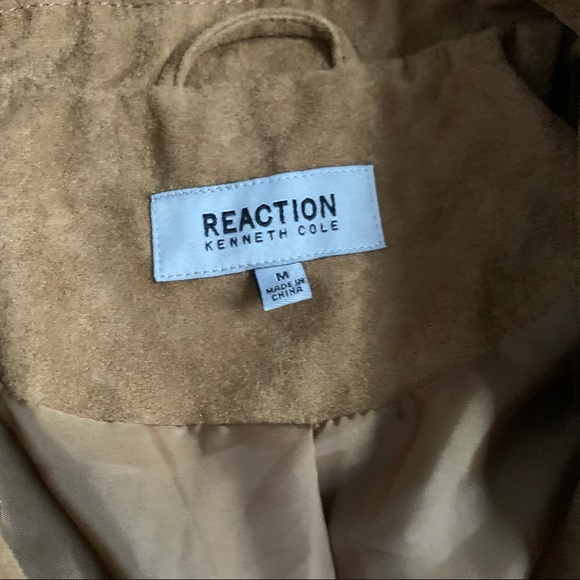 REACTION
KENNETH COLE
M
MADE IN
CHINA